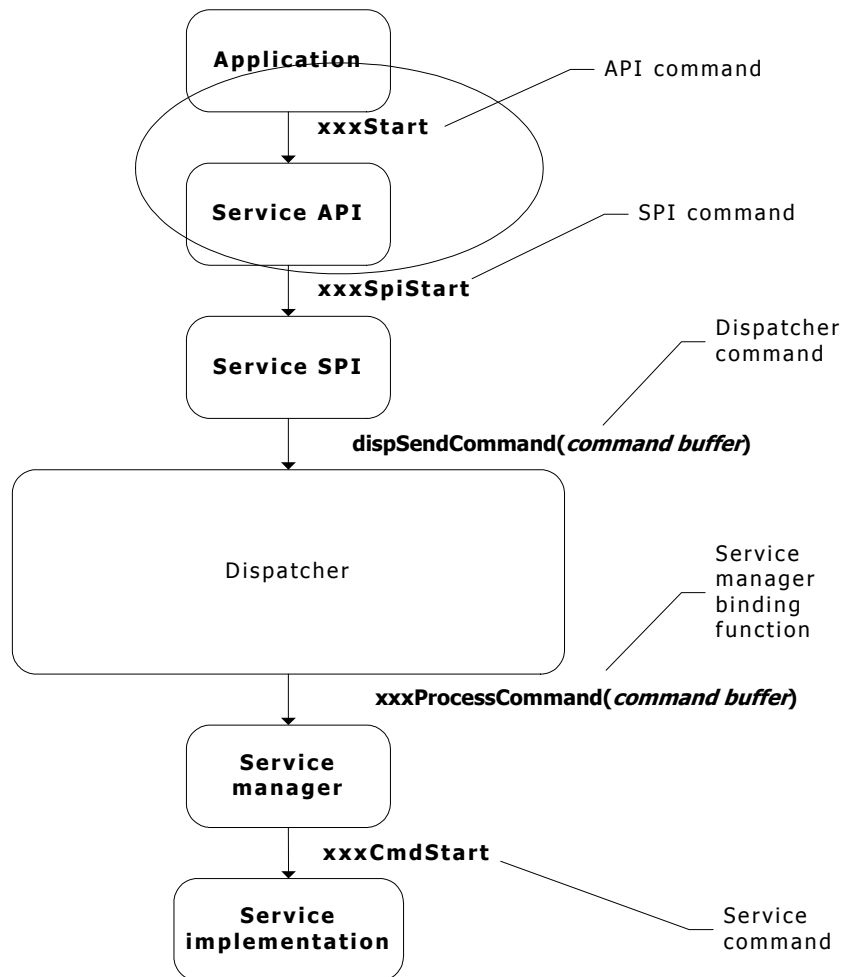 Application
API command
xxxStart
Service API
SPI command
xxxSpiStart
Dispatcher
command
Service SPI
dispSendCommand(command buffer)
Dispatcher
Service
manager
binding
function
xxxProcessCommand(command buffer)
Service
manager
xxxCmdStart
Service
implementation
Service
command